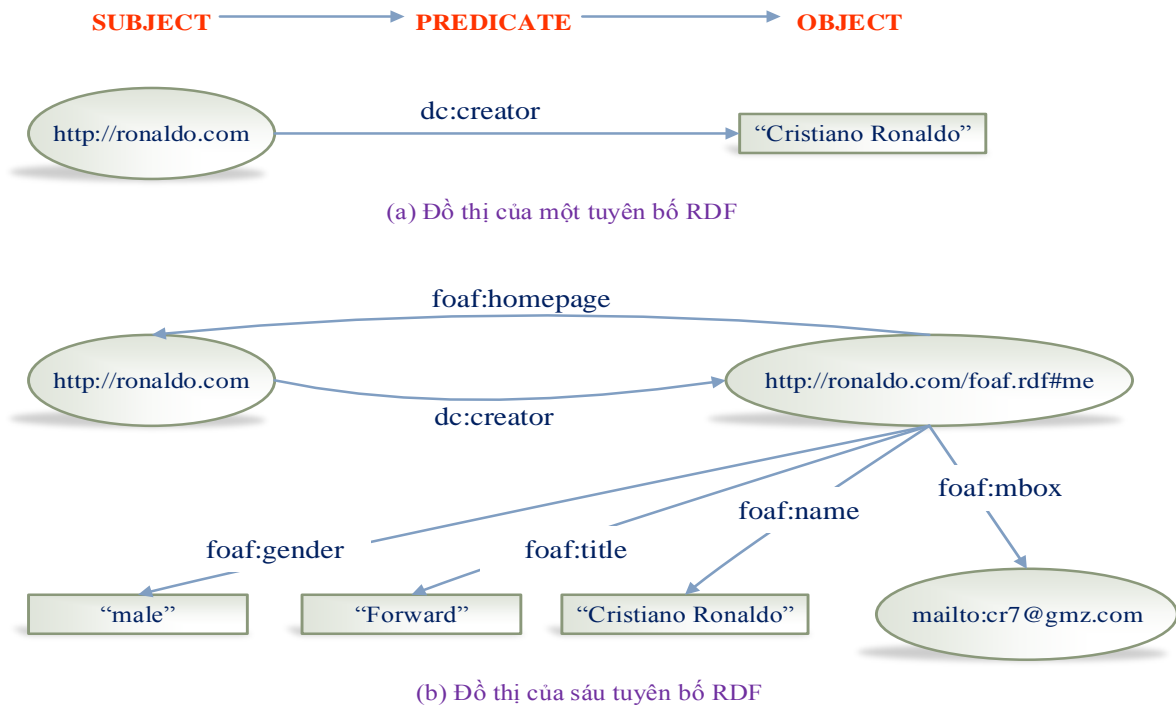 SUBJECT PREDICATE OBJECT
dc:creator
http://ronaldo.com “Cristiano Ronaldo”
(a) Đồ thị của một tuyên bố RDF
foaf:homepage
http://ronaldo.com http://ronaldo.com/foaf.rdf#me
dc:creator
foaf:mbox
foaf:name
foaf:gender foaf:title
“male” “Forward” “Cristiano Ronaldo” mailto:cr7@gmz.com
(b) Đồ thị của sáu tuyên bố RDF